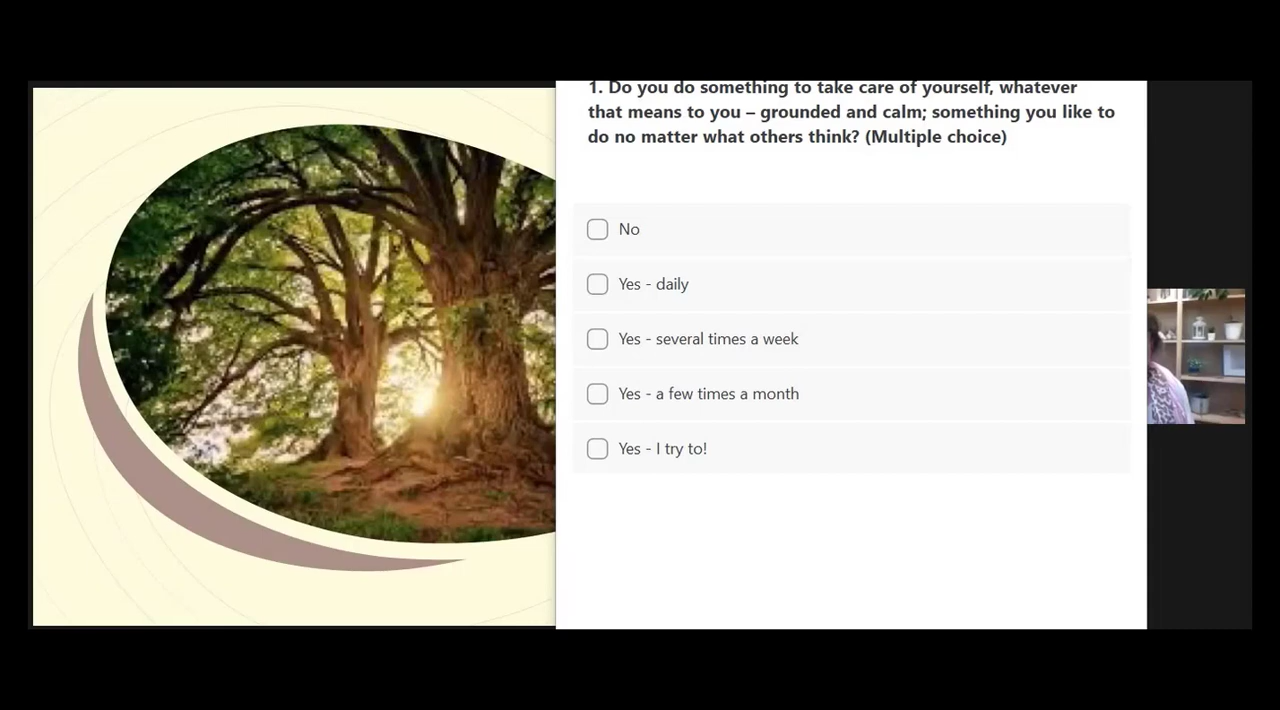 1. Do you do something to take care of yourself, whatever
that means to you – grounded and calm; something you like to
do no matter what others think? (Multiple choice)
No
Yes - daily
Yes - several times a week
Yes - a few times a month
Yes - I try to!